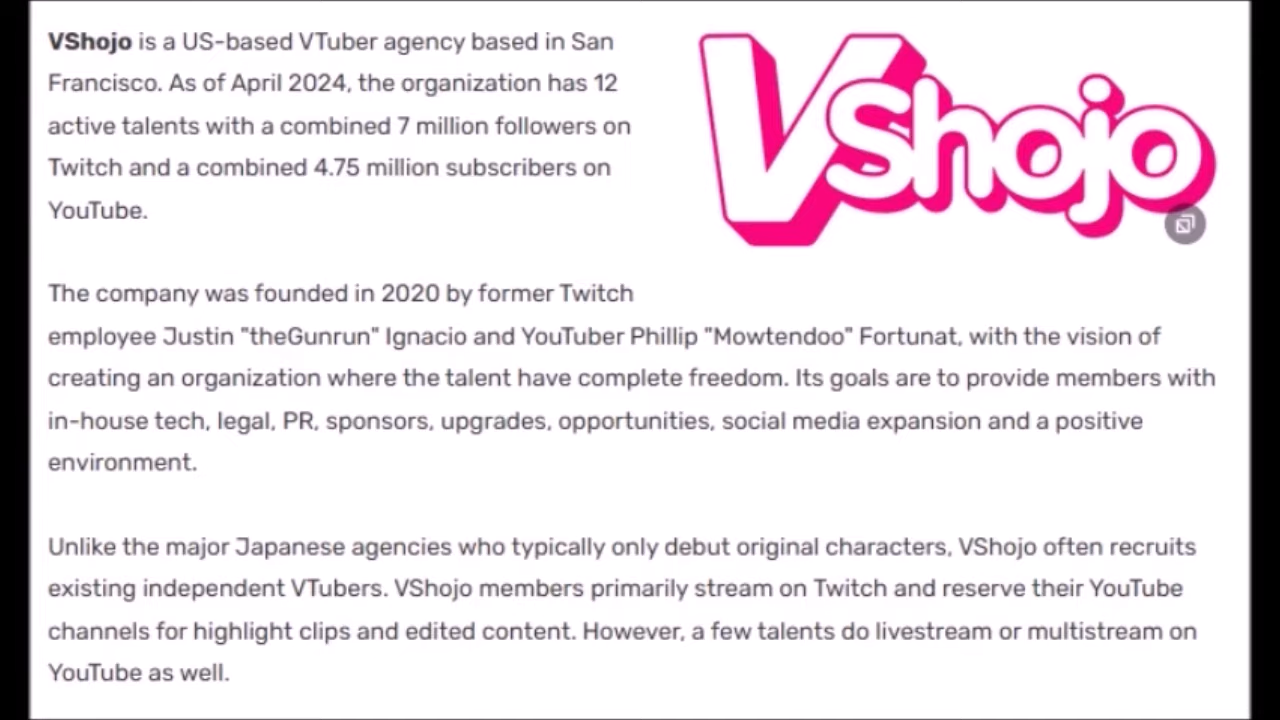 VShojo is a US-based VTuber agency based in San
Francisco. As of April 2024, the organization has 12
active talents with a combined 7 million followers on
Twitch and a combined 4.75 million subscribers on
YouTube.
Vshojo
The company was founded in 2020 by former Twitch
employee Justin "theGunrun" Ignacio and YouTuber Phillip "Mowtendoo" Fortunat, with the vision of
creating an organization where the talent have complete freedom. Its goals are to provide members with
in-house tech, legal, PR, sponsors, upgrades, opportunities, social media expansion and a positive
environment.
Unlike the major Japanese agencies who typically only debut original characters, VShojo often recruits
existing independent VTubers. VShojo members primarily stream on Twitch and reserve their YouTube
channels for highlight clips and edited content. However, a few talents do livestream or multistream on
YouTube as well.